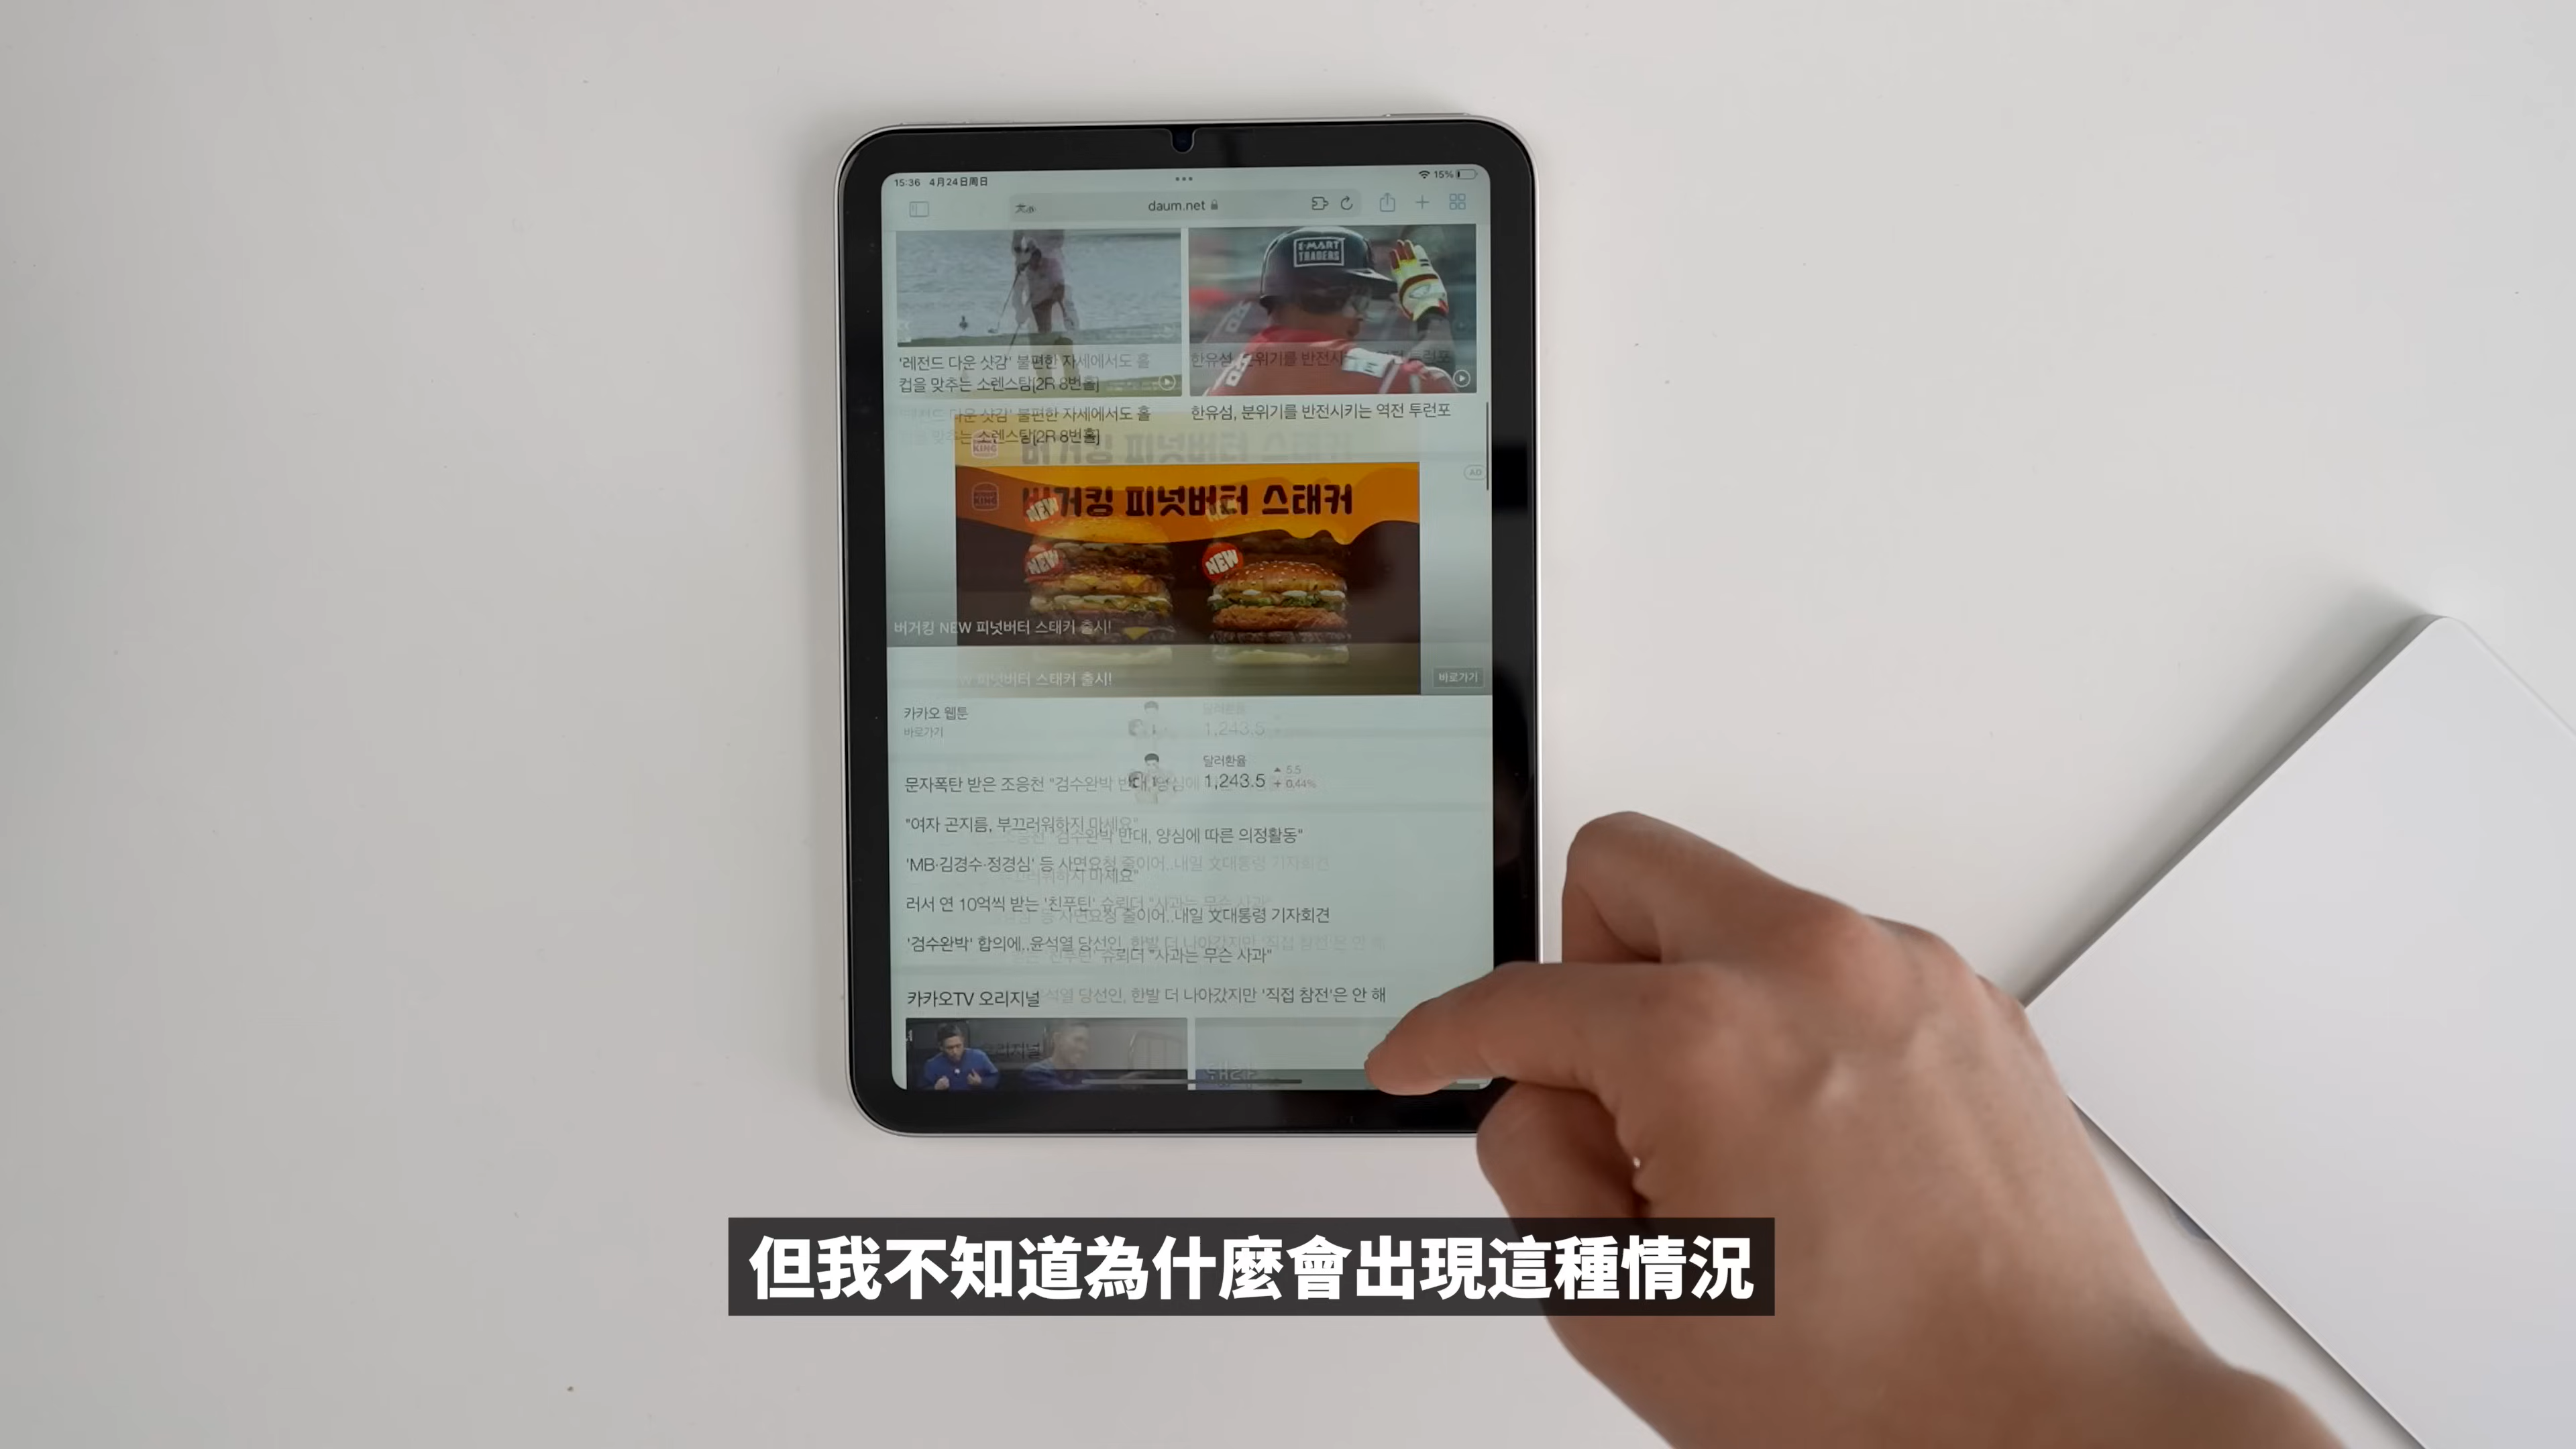 15:36 4月24日周日
15%
daum.net
E-MART
TRADERS
'레전드 다운 샷감' 불편한 자세에서도 홀
컵을 맞추는 소렌스탐[2R 8번홀]
한유섬, 분위기를 반전시키는 역전 투런포
AD
버거킹 피넛버터 스태커
NEW
NEW
버거킹 NEW 피넛버터 스태커 출시!
바로가기
카카오 웹툰
바로가기
달러환율
1,243.5 ▲ 5.5
+ 0.44%
문자폭탄 받은 조응천 "검수완박 반대, 양심에 따른 의정활동"
"여자 곤지름, 부끄러워하지 마세요"
'MB·김경수·정경심' 등 사면요청 줄이어..내일 文대통령 기자회견
러서 연 10억씩 받는 '친푸틴' 슈뢰더 "사과는 무슨 사과"
'검수완박' 합의에..윤석열 당선인, 한발 더 나아갔지만 '직접 참전'은 안 해
카카오TV 오리지널
但我不知道為什麼會出現這種情況